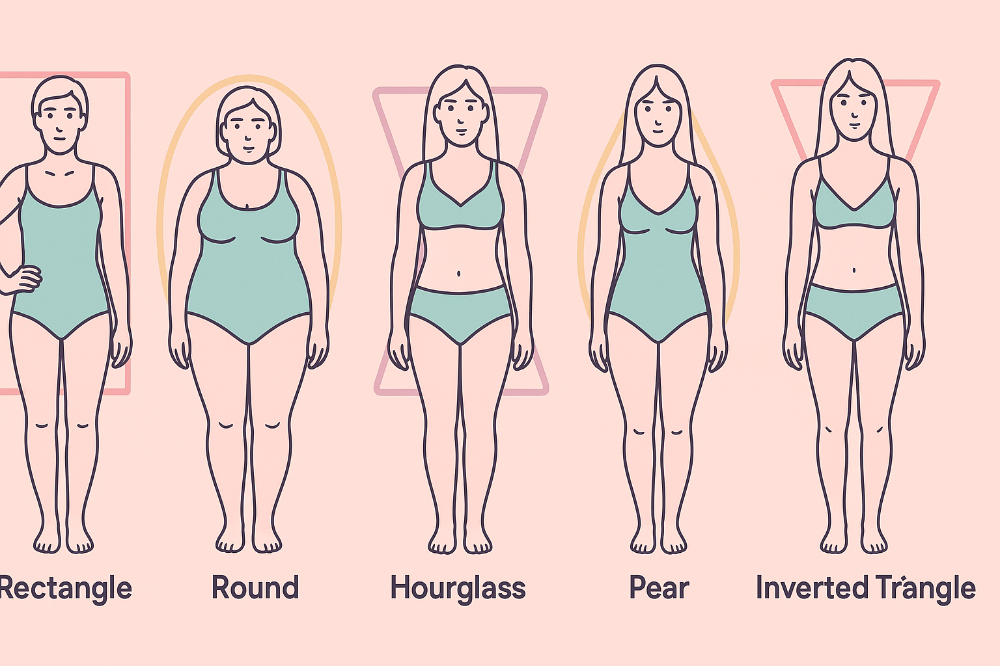 Rectangle
Round
Hourglass
Pear
Inverted Trángle